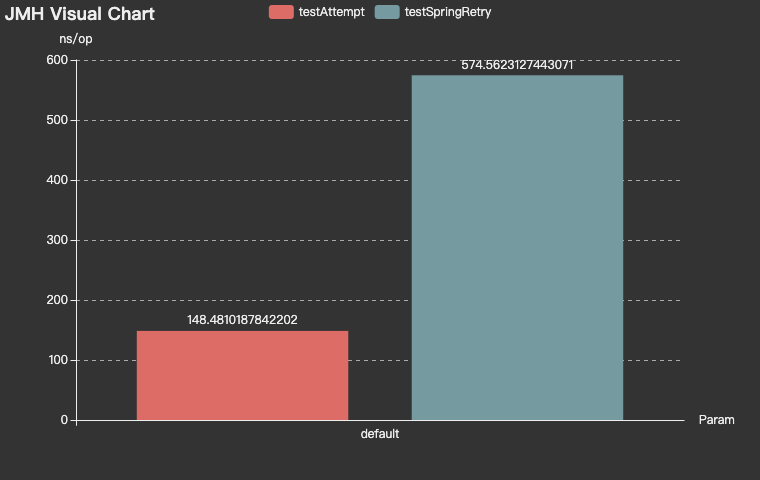 JMH Visual Chart
testAttempt
testSpringRetry
ns/op
600
574.5623127443071
500
400
300
148.4810187842202
200
100
0
default
Param